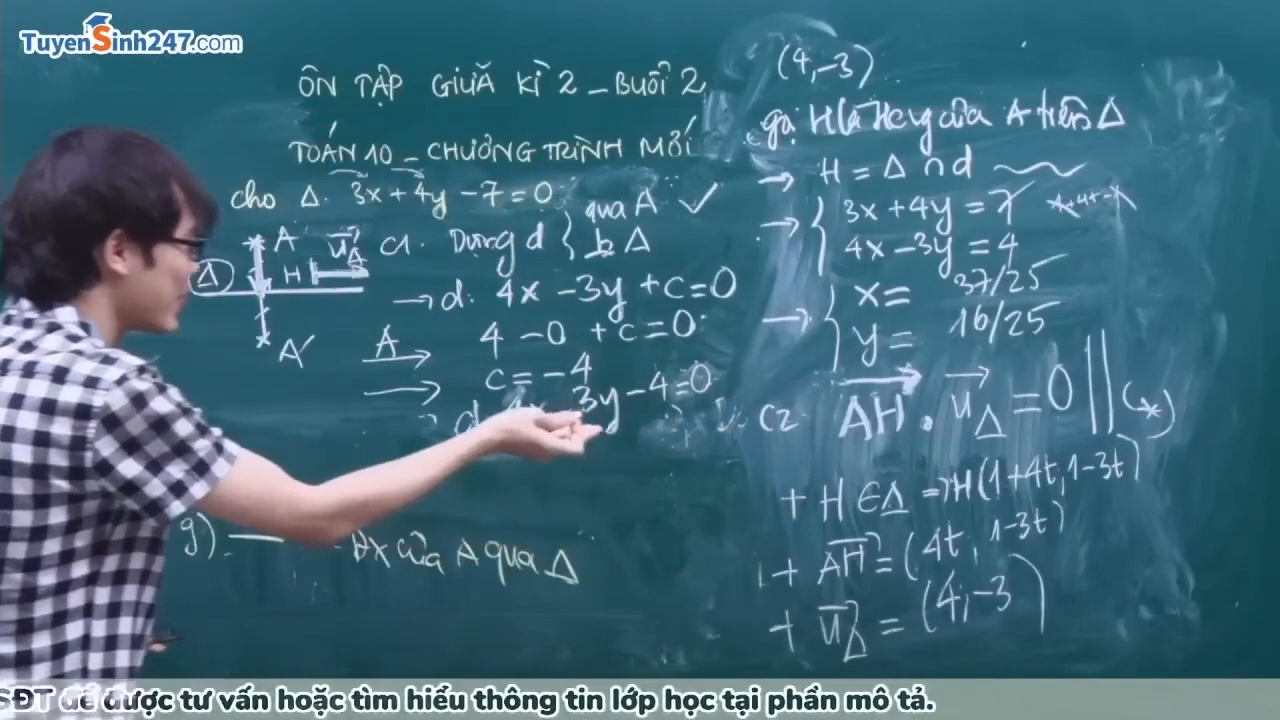 TuyenSinh247.com
ÔN TẬP GIỮA KÌ 2 - BUỔI 2
TOÁN 10 - CHƯƠNG TRÌNH MỚI
cho Δ: 3x + 4y - 7 = 0
A
H
u⃗Δ
Δ
A'
C1. Dựng d { qua A ✓
Δ
→ d: 4x - 3y + c = 0
A → 4 - 0 + c = 0
→ c = -4
d: 3y - 4 = 0
g). ĐX của A qua Δ
(4,-3)
gọi H là của A trên Δ
→ H = Δ ∩ d
→ { 3x + 4y = 7
4x - 3y = 4
→ { x = 37/25
y = 16/25
C2 AH⃗ . u⃗Δ = 0 (*)
+ H ∈ Δ ⇒ H(1+4t, 1-3t)
+ AH⃗ = (4t, 1-3t)
+ u⃗Δ = (4,-3)
SĐT để được tư vấn hoặc tìm hiểu thông tin lớp học tại phần mô tả.